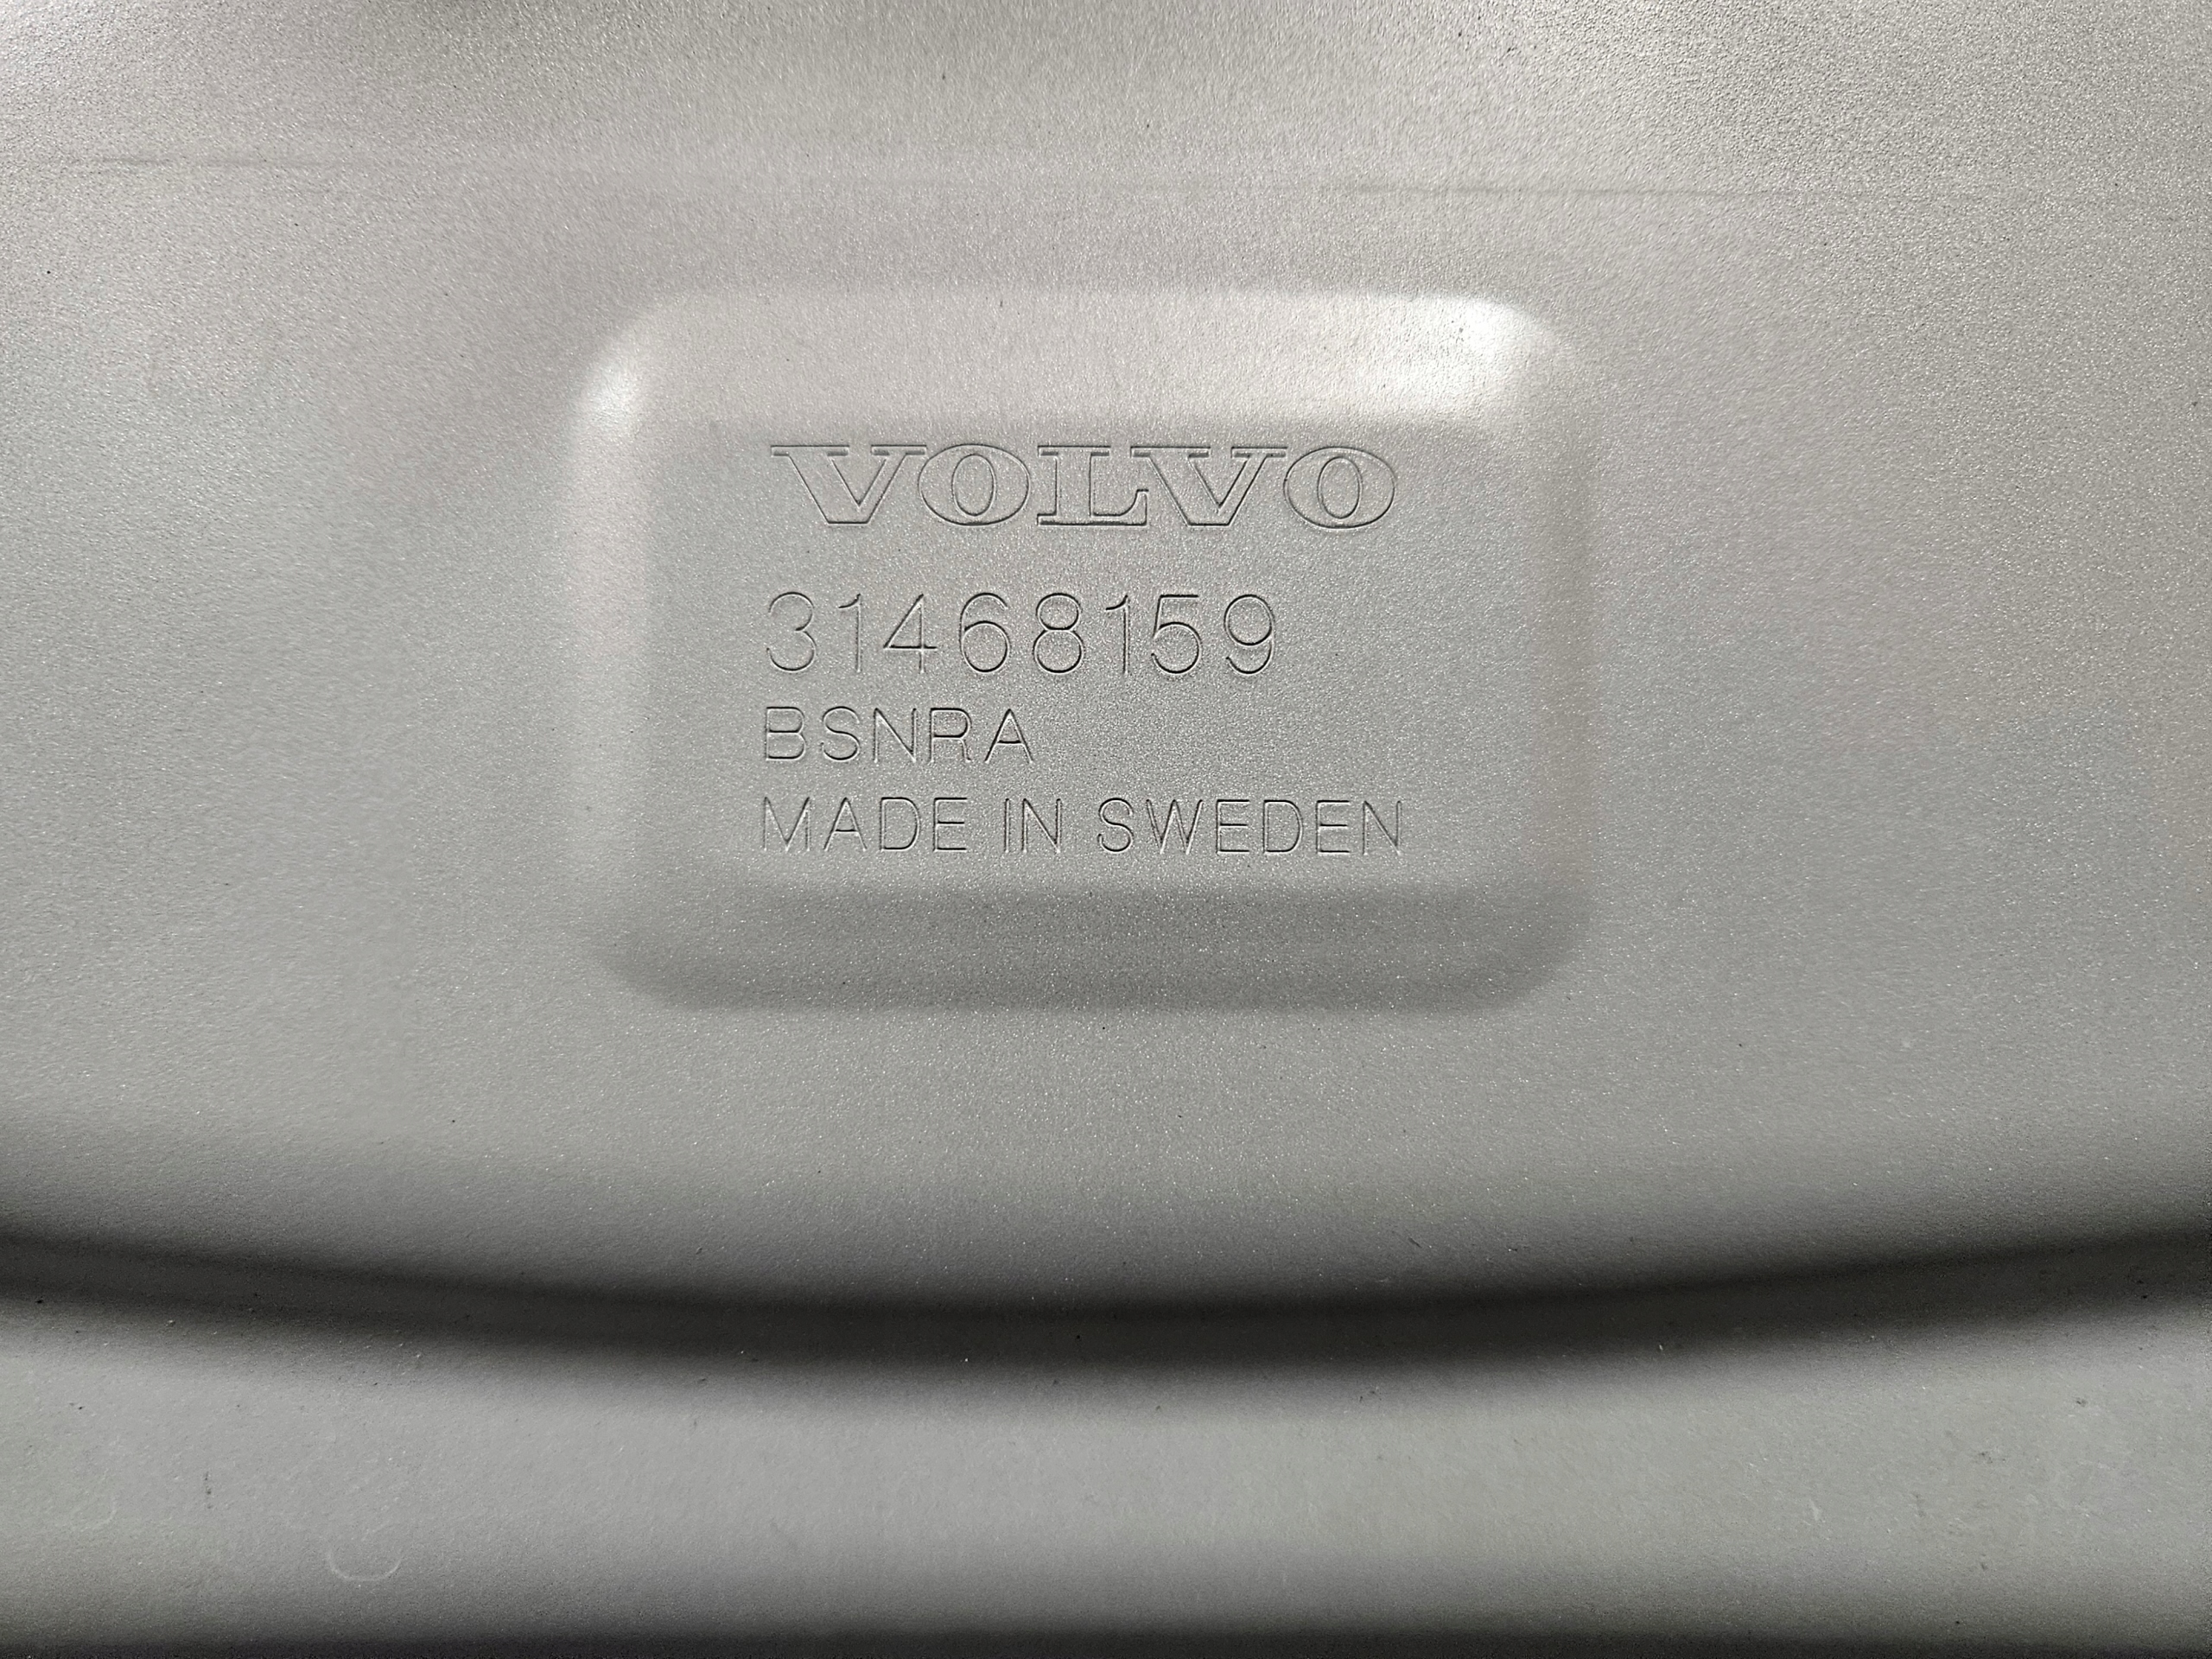 VOLVO
31468159
BSNRA
MADE IN SWEDEN